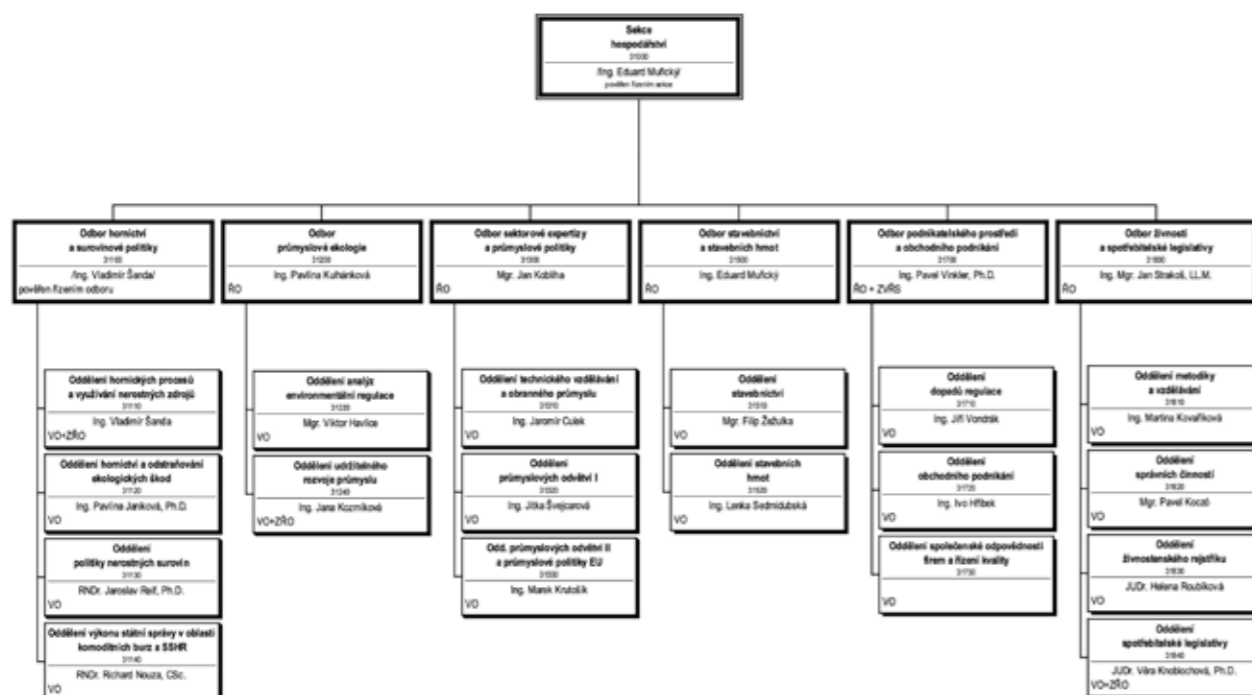 Sekce
hospodářství
31000
/Ing. Eduard Muřický/
pověřen řízením sekce
Odbor hornictví
a surovinové politiky
31100
/Ing. Vladimír Šanda/
pověřen řízením odboru
Odbor
průmyslové ekologie
31200
Ing. Pavlína Kulhánková
ŘO
Odbor sektorové expertizy
a průmyslové politiky
31300
Mgr. Jan Kobliha
ŘO
Odbor stavebnictví
a stavebních hmot
31500
Ing. Eduard Muřický
ŘO
Odbor podnikatelského prostředí
a obchodního podnikání
31700
Ing. Pavel Vinkler, Ph.D.
ŘO + ZVŘS
Odbor živností
a spotřebitelské legislativy
31800
Ing. Mgr. Jan Strakoš, LL.M.
ŘO
Oddělení hornických procesů
a využívání nerostných zdrojů
31110
Ing. Vladimír Šanda
VO+ZŘO
Oddělení hornictví a odstraňování
ekologických škod
31120
Ing. Pavlína Janková, Ph.D.
VO
Oddělení
politiky nerostných surovin
31130
RNDr. Jaroslav Reif, Ph.D.
VO
Oddělení výkonu státní správy v oblasti
komoditních burz a SSHR
31140
RNDr. Richard Nouza, CSc.
VO
Oddělení analýz
environmentální regulace
Mgr. Viktor Havlice
VO
Oddělení udržitelného
rozvoje průmyslu
31240
Ing. Jana Kozmíková
VO+ZŘO
Oddělení technického vzdělávání
a obranného průmyslu
31310
Ing. Jaromír Culek
VO
Oddělení
průmyslových odvětví I
31320
Ing. Jitka Švejcarová
VO
Odd. průmyslových odvětví II
a průmyslové politiky EU
31330
Ing. Marek Krutošík
VO
Oddělení
stavebnictví
31510
Mgr. Filip Žežulka
VO
Oddělení stavebních
hmot
31520
Ing. Lenka Sedmidubská
VO
Oddělení
dopadů regulace
31710
Ing. Jiří Vondrák
VO
Oddělení
obchodního podnikání
31720
Ing. Ivo Hříbek
VO
Oddělení společenské odpovědnosti
firem a řízení kvality
31730
VO
Oddělení metodiky
a vzdělávání
31810
Ing. Martina Kovaříková
VO
Oddělení
správních činností
31820
Mgr. Pavel
VO
Oddělení
živnostenského rejstříku
31830
JUDr. Helena Roubíková
VO
Oddělení
spotřebitelské legislativy
31840
JUDr. Věra Knoblochová, Ph.D.
VO+ZŘO